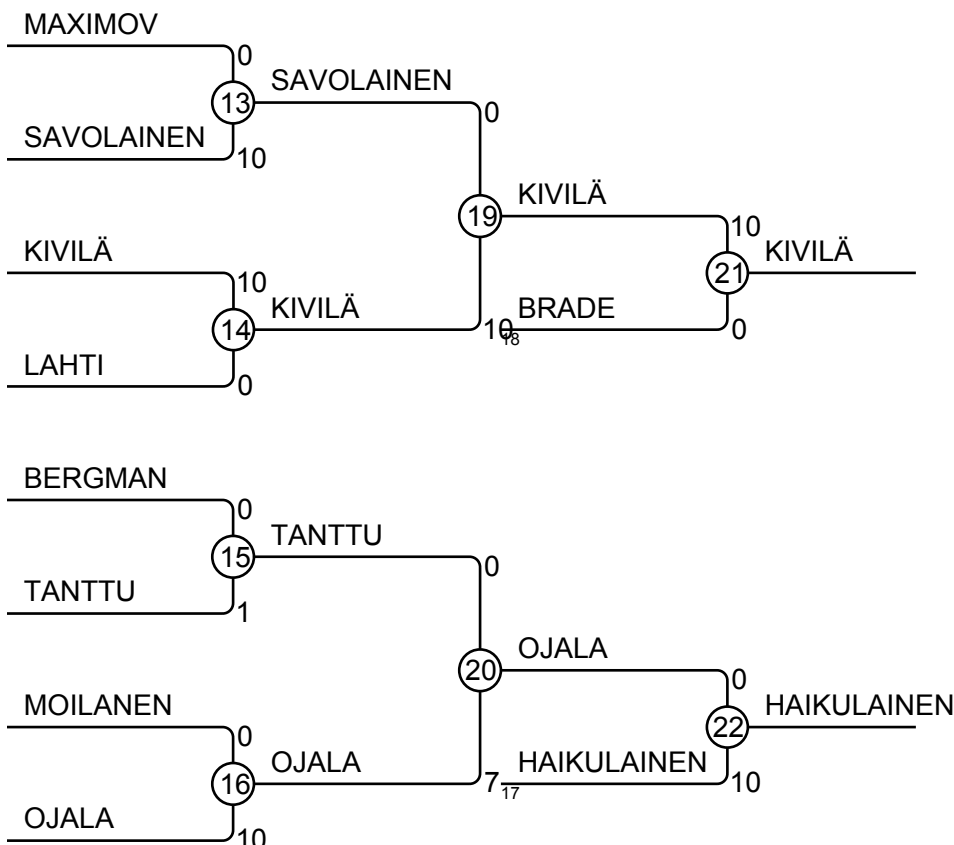 MAXIMOV
0
13
SAVOLAINEN
0
SAVOLAINEN
10
19
KIVILÄ
10
KIVILÄ
10
21
KIVILÄ
14
KIVILÄ
10
18
BRADE
0
LAHTI
0
BERGMAN
0
15
TANTTU
0
TANTTU
1
20
OJALA
0
MOILANEN
0
22
HAIKULAINEN
16
OJALA
7
17
HAIKULAINEN
10
OJALA
10